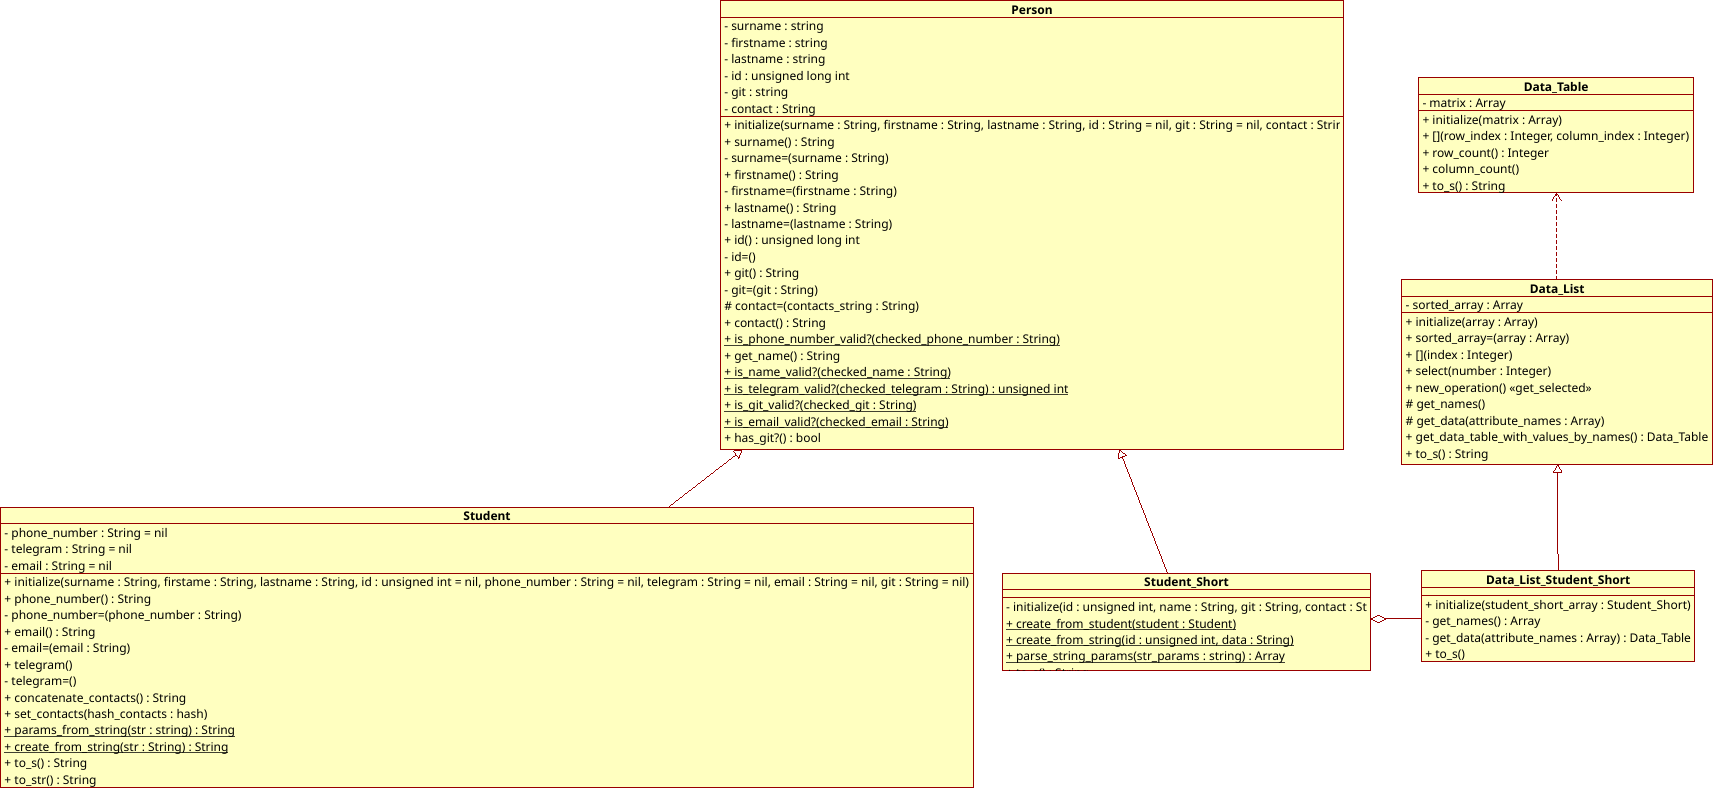 Person
- surname : string
- firstname : string
- lastname : string
- id : unsigned long int
- git : string
- contact : String
+ initialize(surname : String, firstname : String, lastname : String, id : String = nil, git : String = nil, contact : Strir
+ surname() : String
- surname=(surname : String)
+ firstname() : String
- firstname=(firstname : String)
+ lastname() : String
- lastname=(lastname : String)
+ id() : unsigned long int
- id=()
+ git() : String
- git=(git : String)
# contact=(contacts_string : String)
+ contact() : String
+ is_phone_number_valid?(checked_phone_number : String)
+ get_name() : String
+ is_name_valid?(checked_name : String)
+ is_telegram_valid?(checked_telegram : String) : unsigned int
+ is_git_valid?(checked_git : String)
+ is_email_valid?(checked_email : String)
+ has_git?() : bool
Data_Table
- matrix : Array
+ initialize(matrix : Array)
+ [](row_index : Integer, column_index : Integer)
+ row_count() : Integer
+ column_count()
+ to_s() : String
Data_List
- sorted_array : Array
+ initialize(array : Array)
+ sorted_array=(array : Array)
+ [](index : Integer)
+ select(number : Integer)
+ new_operation() «get_selected»
# get_names()
# get_data(attribute_names : Array)
+ get_data_table_with_values_by_names() : Data_Table
+ to_s() : String
Student
- phone_number : String = nil
- telegram : String = nil
- email : String = nil
+ initialize(surname : String, firstame : String, lastname : String, id : unsigned int = nil, phone_number : String = nil, telegram : String = nil, email : String = nil, git : String = nil)
+ phone_number() : String
- phone_number=(phone_number : String)
+ email() : String
- email=(email : String)
+ telegram()
- telegram=()
+ concatenate_contacts() : String
+ set_contacts(hash_contacts : hash)
+ params_from_string(str : string) : String
+ create_from_string(str : String) : String
+ to_s() : String
+ to_str() : String
Student_Short
- initialize(id : unsigned int, name : String, git : String, contact : St
+ create_from_student(student : Student)
+ create_from_string(id : unsigned int, data : String)
+ parse_string_params(str_params : string) : Array
Data_List_Student_Short
+ initialize(student_short_array : Student_Short)
- get_names() : Array
- get_data(attribute_names : Array) : Data_Table
+ to_s()